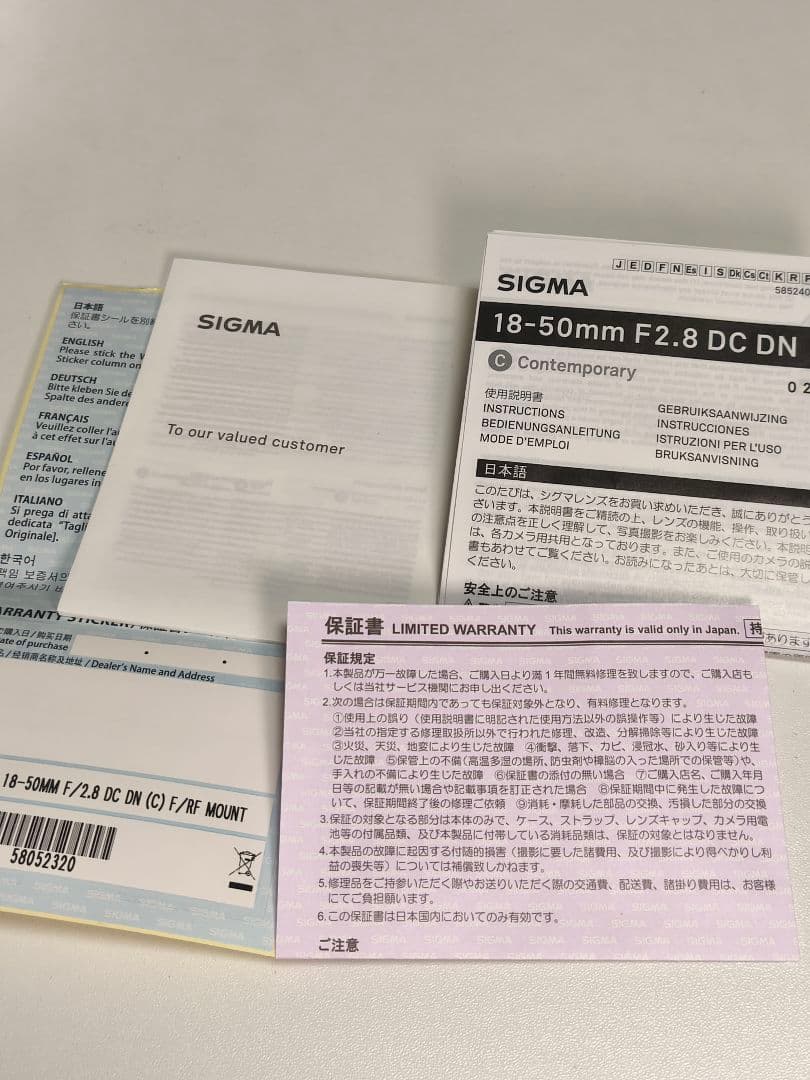 日本語
保証書シールを別
さい。
ENGLISH
Please stick the
Sticker column on
DEUTSCH
Bitte kleben Sie
Spalte des
FRANÇAIS
Veuillez coller
à cet effet sur
ESPAÑOL
Por favor,
en los lugares
ITALIANO
Si prega di
dedicata
Originale].
한국어
보증서의
SIGMA
To our valued customer
J E D F N Es I S Dk Cs Ct K R
SIGMA
18-50mm F2.8 DC DN
C Contemporary
使用説明書
INSTRUCTIONS
BEDIENUNGSANLEITUNG
MODE D'EMPLOI
GEBRUIKSAANWIJZING
INSTRUCCIONES
ISTRUZIONI PER L'USO
BRUKSANVISNING
日本語
このたびは、シグマレンズをお買い求めいただき、誠にありがとう
ざいます。本説明書をご精読の上、レンズの機能、操作、取り扱い
の注意点を正しく理解して、写真撮影をお楽しみください。本説明
は、各カメラ用共用となっております。また、ご使用のカメラの説
書もあわせてご覧ください。お読みになったあとは、大切に保管し
ください。
安全上のご注意
ご購入日/购买日期
Date of purchase
/ Dealer's Name and Address
18-50MM F/2.8 DC DN (C) F/RF MOUNT
58052320
保証書 LIMITED WARRANTY This warranty is valid only in Japan. 持
保証規定
1.本製品が万一故障した場合、ご購入日より満1年間無料修理を致しますので、ご購入店も
しくは当社サービス機関にお申し出ください。
2.次の場合は保証期間内であっても保証対象外となり、有料修理となります。
①使用上の誤り（使用説明書に明記された使用方法以外の誤操作等）により生じた故障
②当社の指定する修理取扱所以外で行われた修理、改造、分解掃除等により生じた故障
③火災、天災、地変により生じた故障 ④衝撃、落下、カビ、浸冠水、砂入り等により生
じた故障 ⑤保管上の不備（高温多湿の場所、防虫剤や樟脳の入った場所での保管等）や、
手入れの不備により生じた故障 ⑥保証書の添付の無い場合 ⑦ご購入店名、ご購入年月
日等の記載が無い場合や記載事項を訂正された場合 ⑧保証期間中に発生した故障につ
いて、保証期間終了後の修理ご依頼 ⑨消耗・摩耗した部品の交換、汚損した部分の交換
3.保証の対象となる部分は本体のみで、ケース、ストラップ、レンズキャップ、カメラ用電
池等の付属品類、及び本製品に付帯している消耗品類は、保証の対象とはなりません。
4.本製品の故障に起因する付随的損害（撮影に要した諸費用、及び撮影により得べかりし利
益の喪失等）については補償致しかねます。
5.修理品をご持参いただく際やお送りいただく際の交通費、配送費、諸掛り費用は、お客様
にてご負担願います。
6.この保証書は日本国内においてのみ有効です。
ご注意